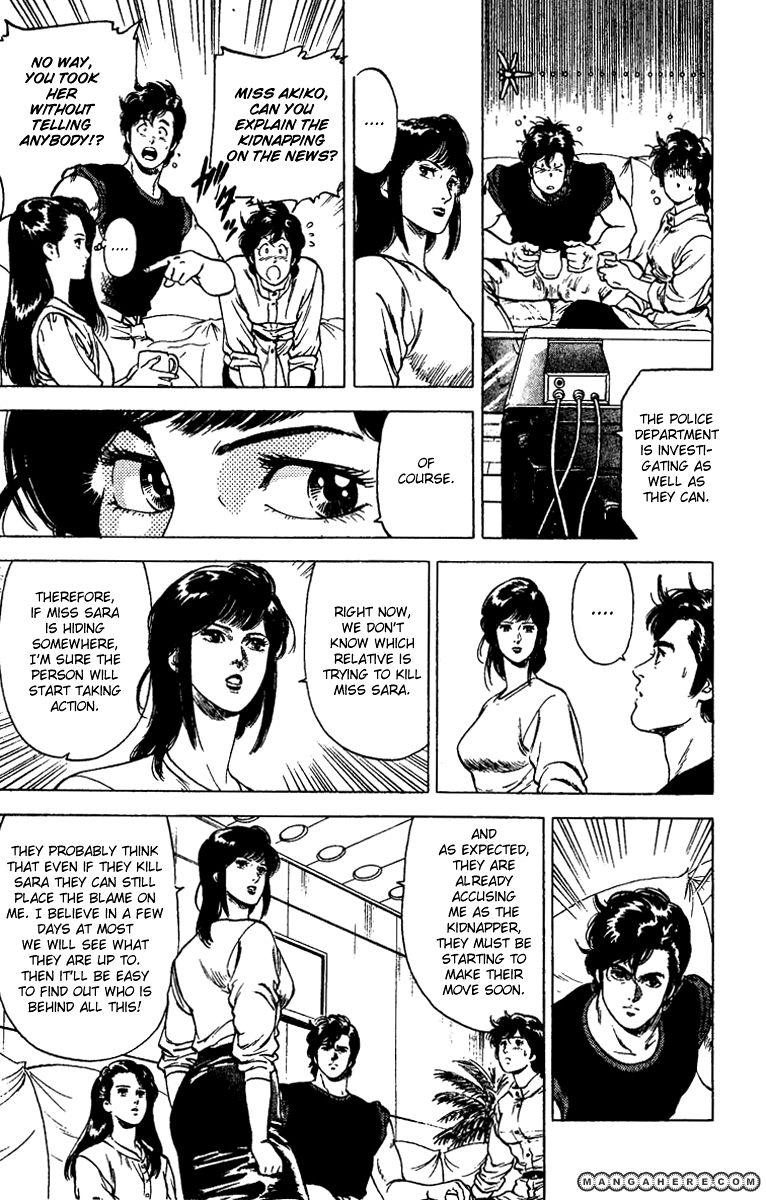 THE POLICE
DEPARTMENT
IS INVESTI-
GATING AS
WELL AS
THEY CAN.
....
MISS AKIKO,
CAN YOU
EXPLAIN THE
KIDNAPPING
ON THE NEWS?
NO WAY,
YOU TOOK
HER
WITHOUT
TELLING
ANYBODY!?
....
ガバッ
OF
COURSE.
....
RIGHT NOW,
WE DON'T
KNOW WHICH
RELATIVE IS
TRYING TO KILL
MISS SARA.
THEREFORE,
IF MISS SARA
IS HIDING
SOMEWHERE,
I'M SURE THE
PERSON WILL
START TAKING
ACTION.
AND
AS EXPECTED,
THEY ARE
ALREADY
ACCUSING
ME AS THE
KIDNAPPER,
THEY MUST BE
STARTING TO
MAKE THEIR
MOVE SOON.
THEY PROBABLY THINK
THAT EVEN IF THEY KILL
SARA THEY CAN STILL
PLACE THE BLAME ON
ME. I BELIEVE IN A FEW
DAYS AT MOST
WE WILL SEE WHAT
THEY ARE UP TO.
THEN IT'LL BE EASY
TO FIND OUT WHO IS
BEHIND ALL THIS!
MANGAHERE.COM